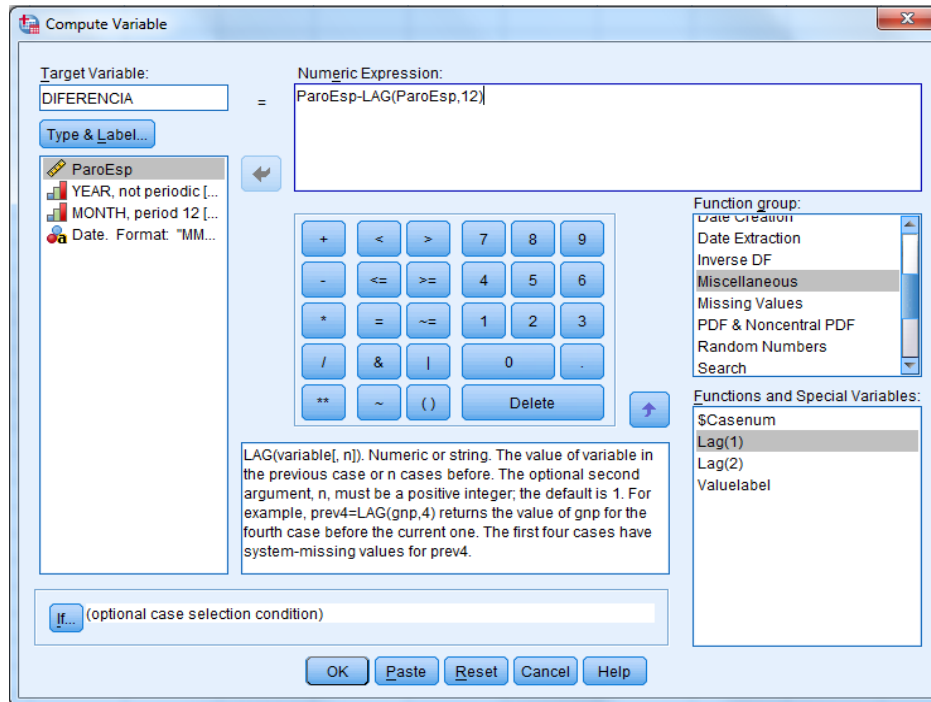 Compute Variable
Target Variable:
DIFERENCIA
=
Numeric Expression:
ParoEsp-LAG(ParoEsp,12)
Type & Label...
ParoEsp
YEAR, not periodic [...
MONTH, period 12 [...
Date. Format: "MM...
+ < > 7 8 9
- <= >= 4 5 6
* = ~= 1 2 3
/ & | 0 .
** ~ ( ) Delete
Function group:
Date Creation
Date Extraction
Inverse DF
Miscellaneous
Missing Values
PDF & Noncentral PDF
Random Numbers
Search
Functions and Special Variables:
$Casenum
Lag(1)
Lag(2)
Valuelabel
LAG(variable[, n]). Numeric or string. The value of variable in
the previous case or n cases before. The optional second
argument, n, must be a positive integer; the default is 1. For
example, prev4=LAG(gnp,4) returns the value of gnp for the
fourth case before the current one. The first four cases have
system-missing values for prev4.
If... (optional case selection condition)
OK Paste Reset Cancel Help